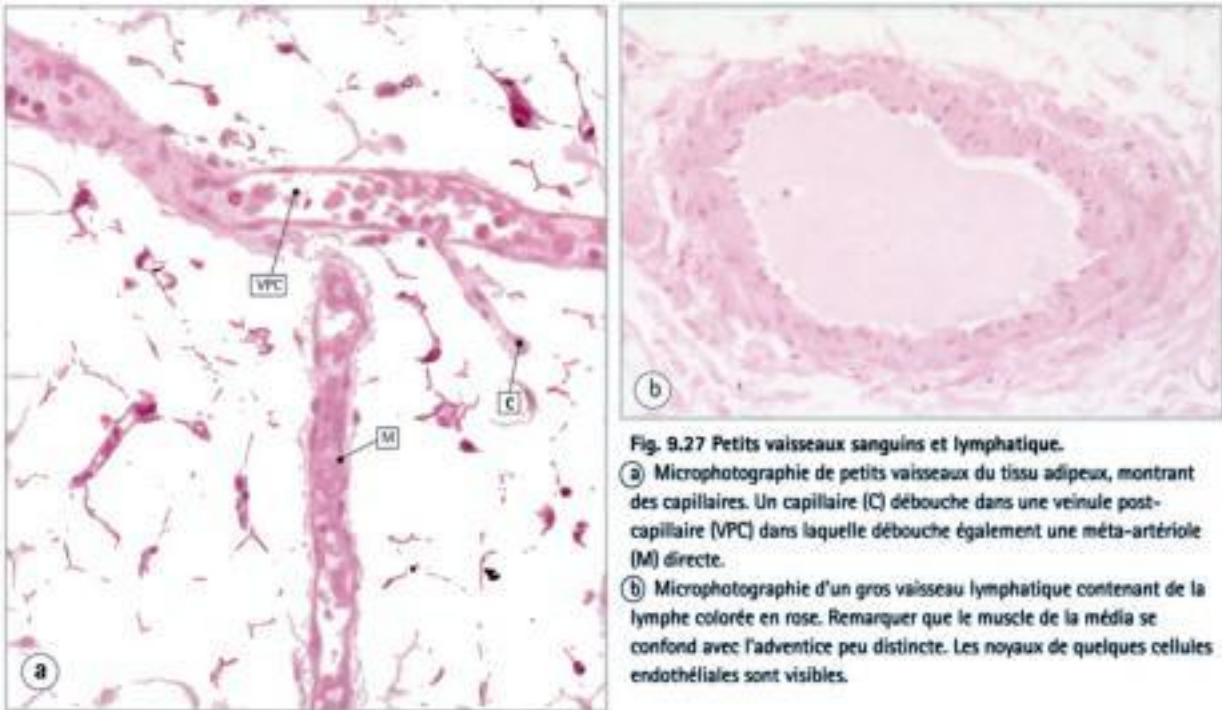 VPC
C
M
a
b
Fig. 9.27 Petits vaisseaux sanguins et lymphatique.
a Microphotographie de petits vaisseaux du tissu adipeux, montrant
des capillaires. Un capillaire (C) débouche dans une veinule post-
capillaire (VPC) dans laquelle débouche également une méta-artériole
(M) directe.
b Microphotographie d'un gros vaisseau lymphatique contenant de la
lymphe colorée en rose. Remarquer que le muscle de la média se
confond avec l'adventice peu distincte. Les noyaux de quelques cellules
endothéliales sont visibles.